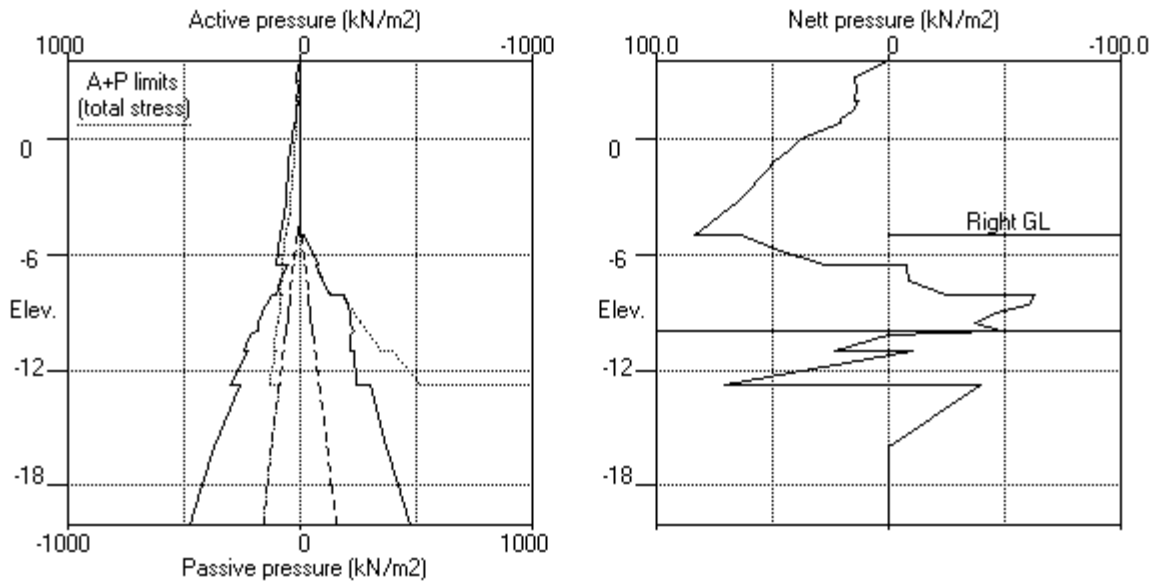 Active pressure (kN/m2)
1000 0 -1000
A+P limits
(total stress)
0
-6
Elev.
-12
-18
-1000 0 1000
Passive pressure (kN/m2)
Nett pressure (kN/m2)
100.0 0 -100.0
0
Right GL
-6
Elev.
-12
-18